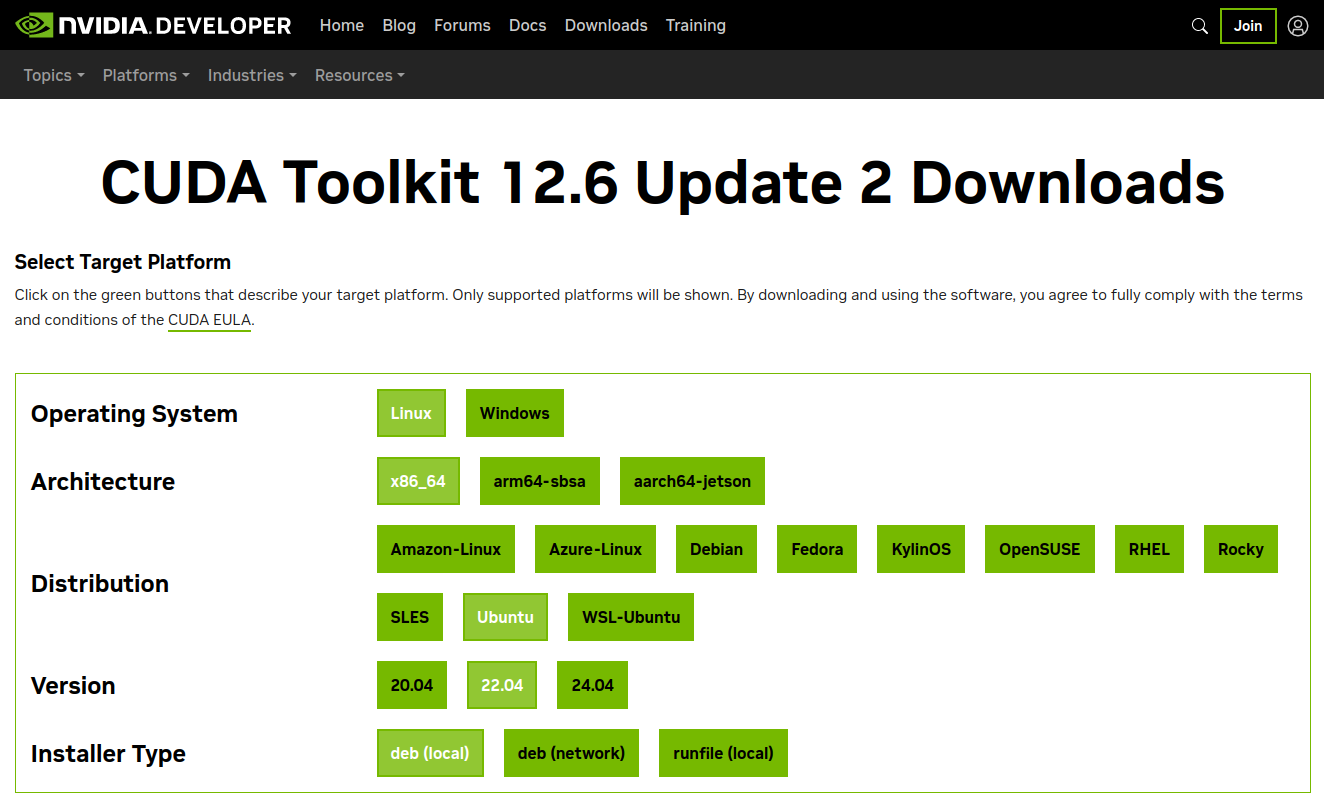 NVIDIA. DEVELOPER Home Blog Forums Docs Downloads Training Join
Topics Platforms Industries Resources
CUDA Toolkit 12.6 Update 2 Downloads
Select Target Platform
Click on the green buttons that describe your target platform. Only supported platforms will be shown. By downloading and using the software, you agree to fully comply with the terms
and conditions of the CUDA EULA.
Operating System Linux Windows
Architecture x86_64 arm64-sbsa aarch64-jetson
Distribution
Amazon-Linux Azure-Linux Debian Fedora KylinOS OpenSUSE RHEL Rocky
SLES Ubuntu WSL-Ubuntu
Version 20.04 22.04 24.04
Installer Type deb (local) deb (network) runfile (local)